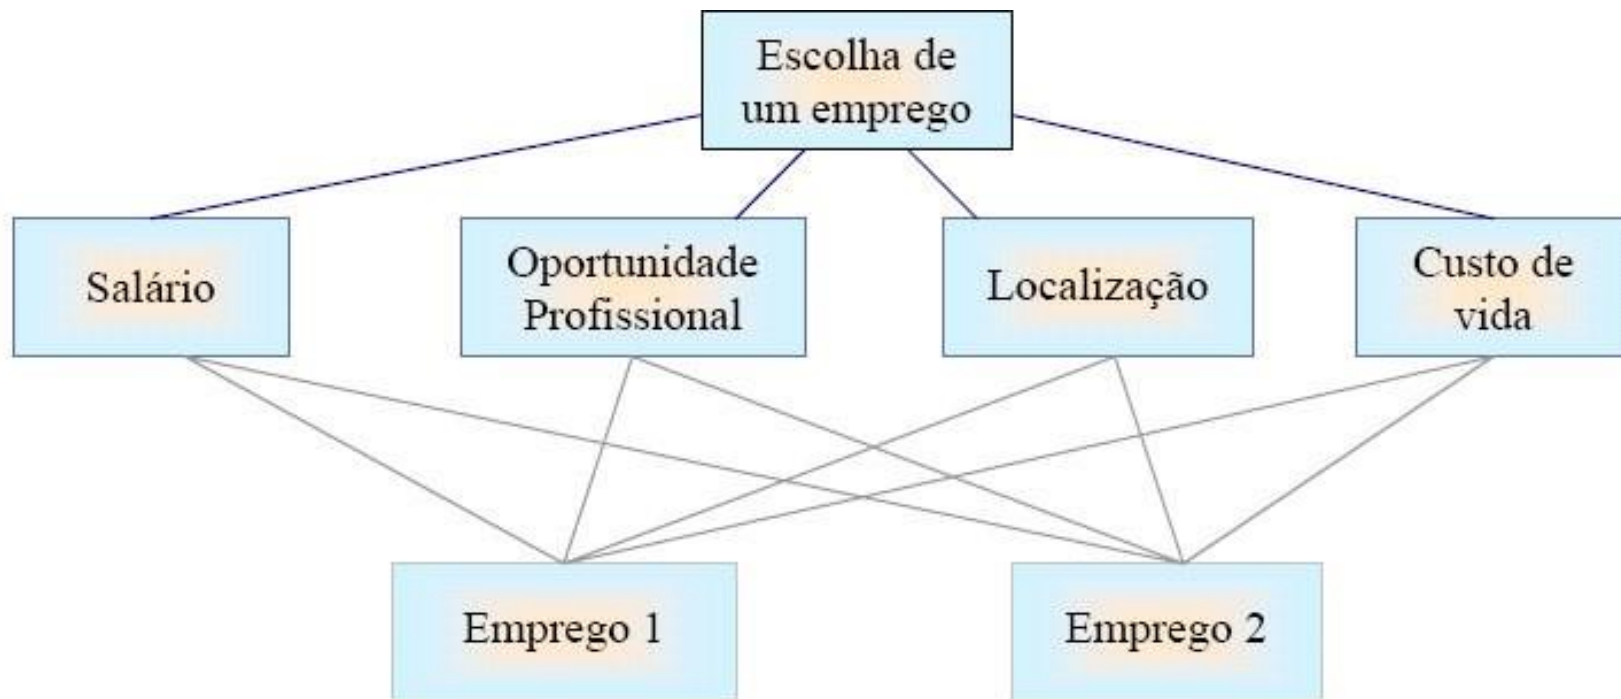 Escolha de
um emprego
Salário
Oportunidade
Profissional
Localização
Custo de
vida
Emprego 1
Emprego 2